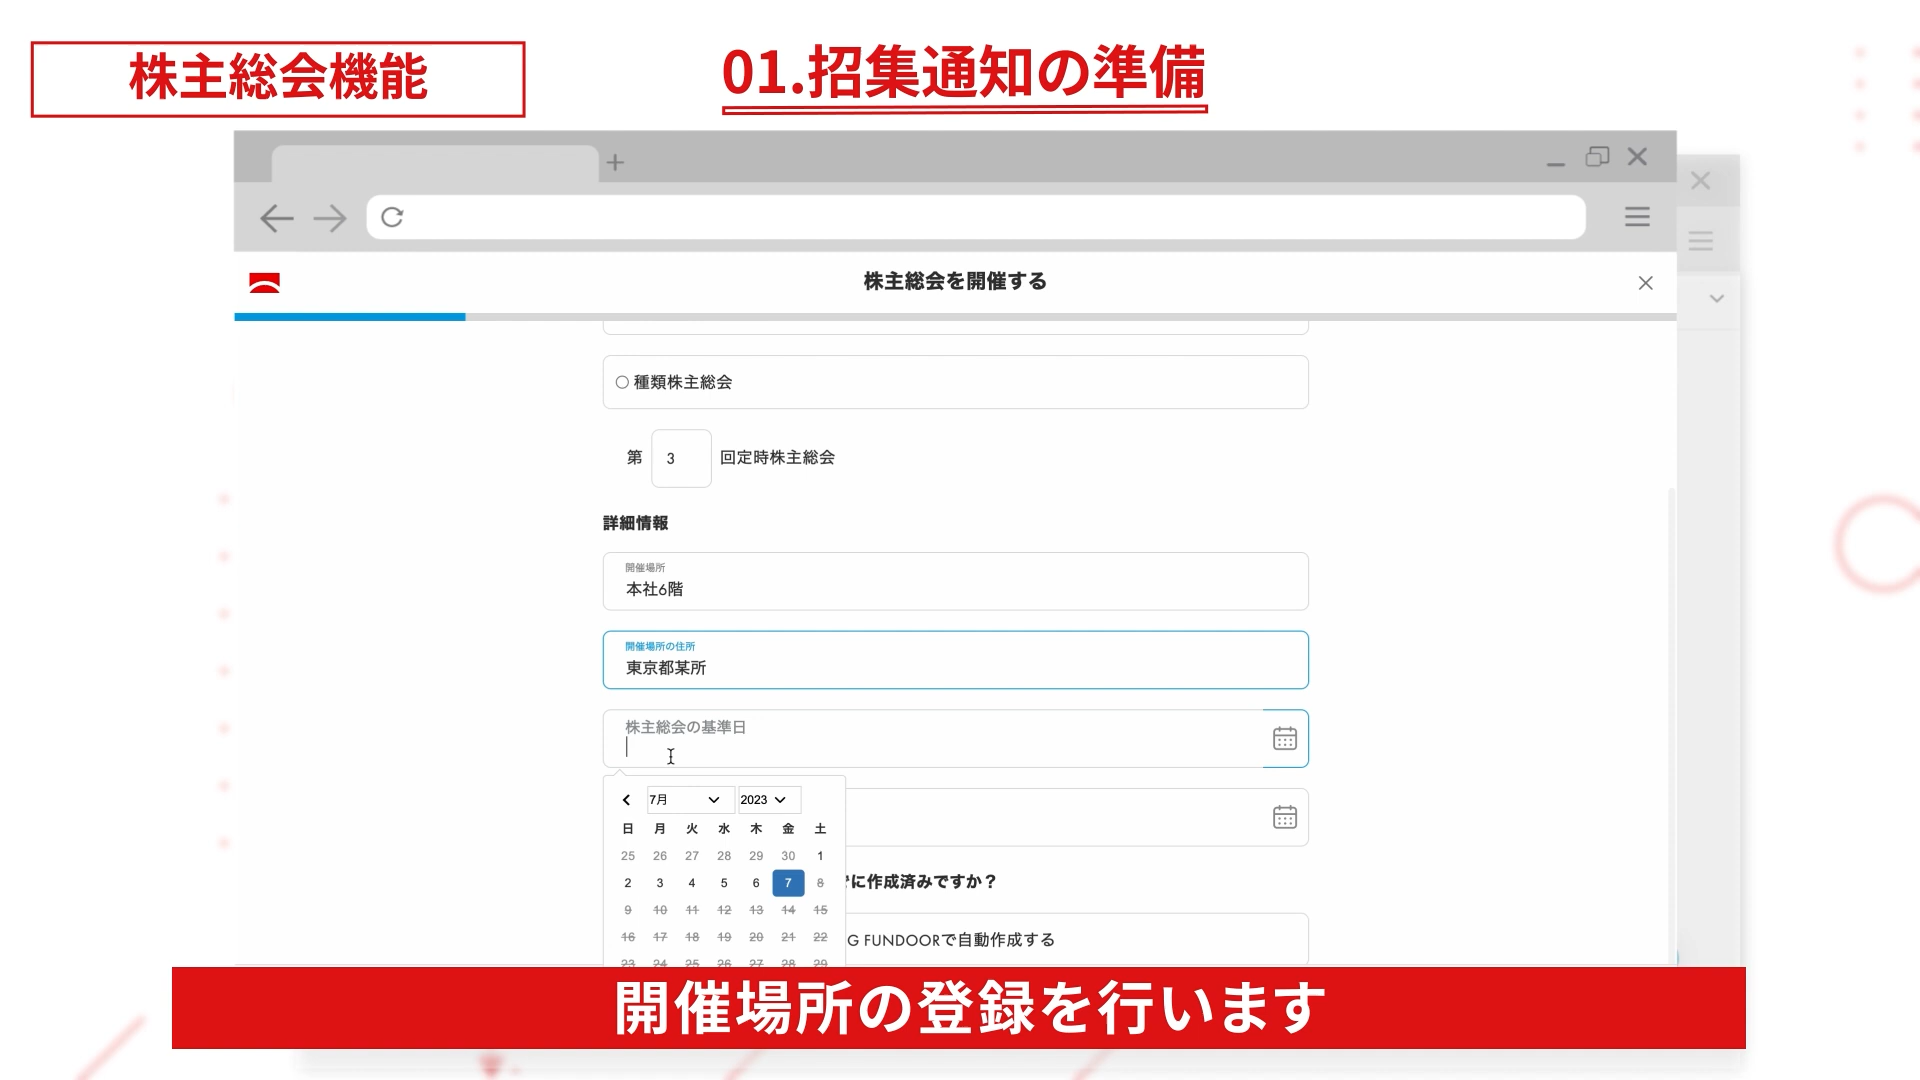 株主総会機能
01.招集通知の準備
株主総会を開催する
種類株主総会
第 3 回定時株主総会
詳細情報
開催場所
本社6階
開催場所の住所
東京都某所
株主総会の基準日
7月 2023
日 月 火 水 木 金 土
25 26 27 28 29 30 1
2 3 4 5 6 7 8
9 10 11 12 13 14 15
16 17 18 19 20 21 22
23 24 25 26 27 28 29
に作成済みですか？
G FUNDOORで自動作成する
開催場所の登録を行います